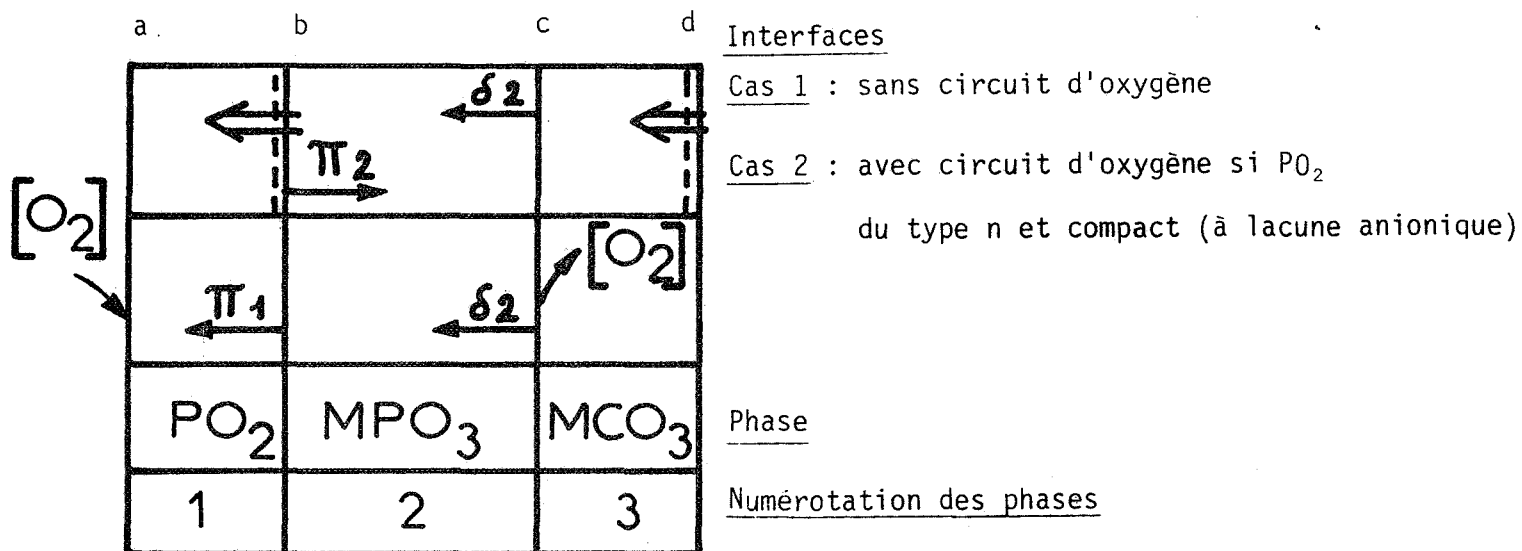 a . b c d
Interfaces
Cas 1 : sans circuit d'oxygène
Cas 2 : avec circuit d'oxygène si PO₂
du type n et compact (à lacune anionique)
δ2
π2
[O₂]
[O₂]
π1
δ2
PO₂ MPO₃ MCO₃ Phase
1 2 3 Numérotation des phases